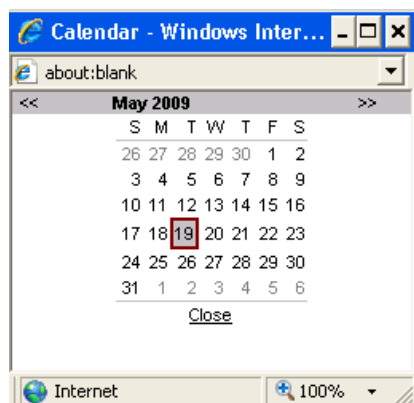 Calendar - Windows Inter...
about:blank
<< May 2009 >>
S M T W T F S
26 27 28 29 30 1 2
3 4 5 6 7 8 9
10 11 12 13 14 15 16
17 18 19 20 21 22 23
24 25 26 27 28 29 30
31 1 2 3 4 5 6
Close
Internet 100%